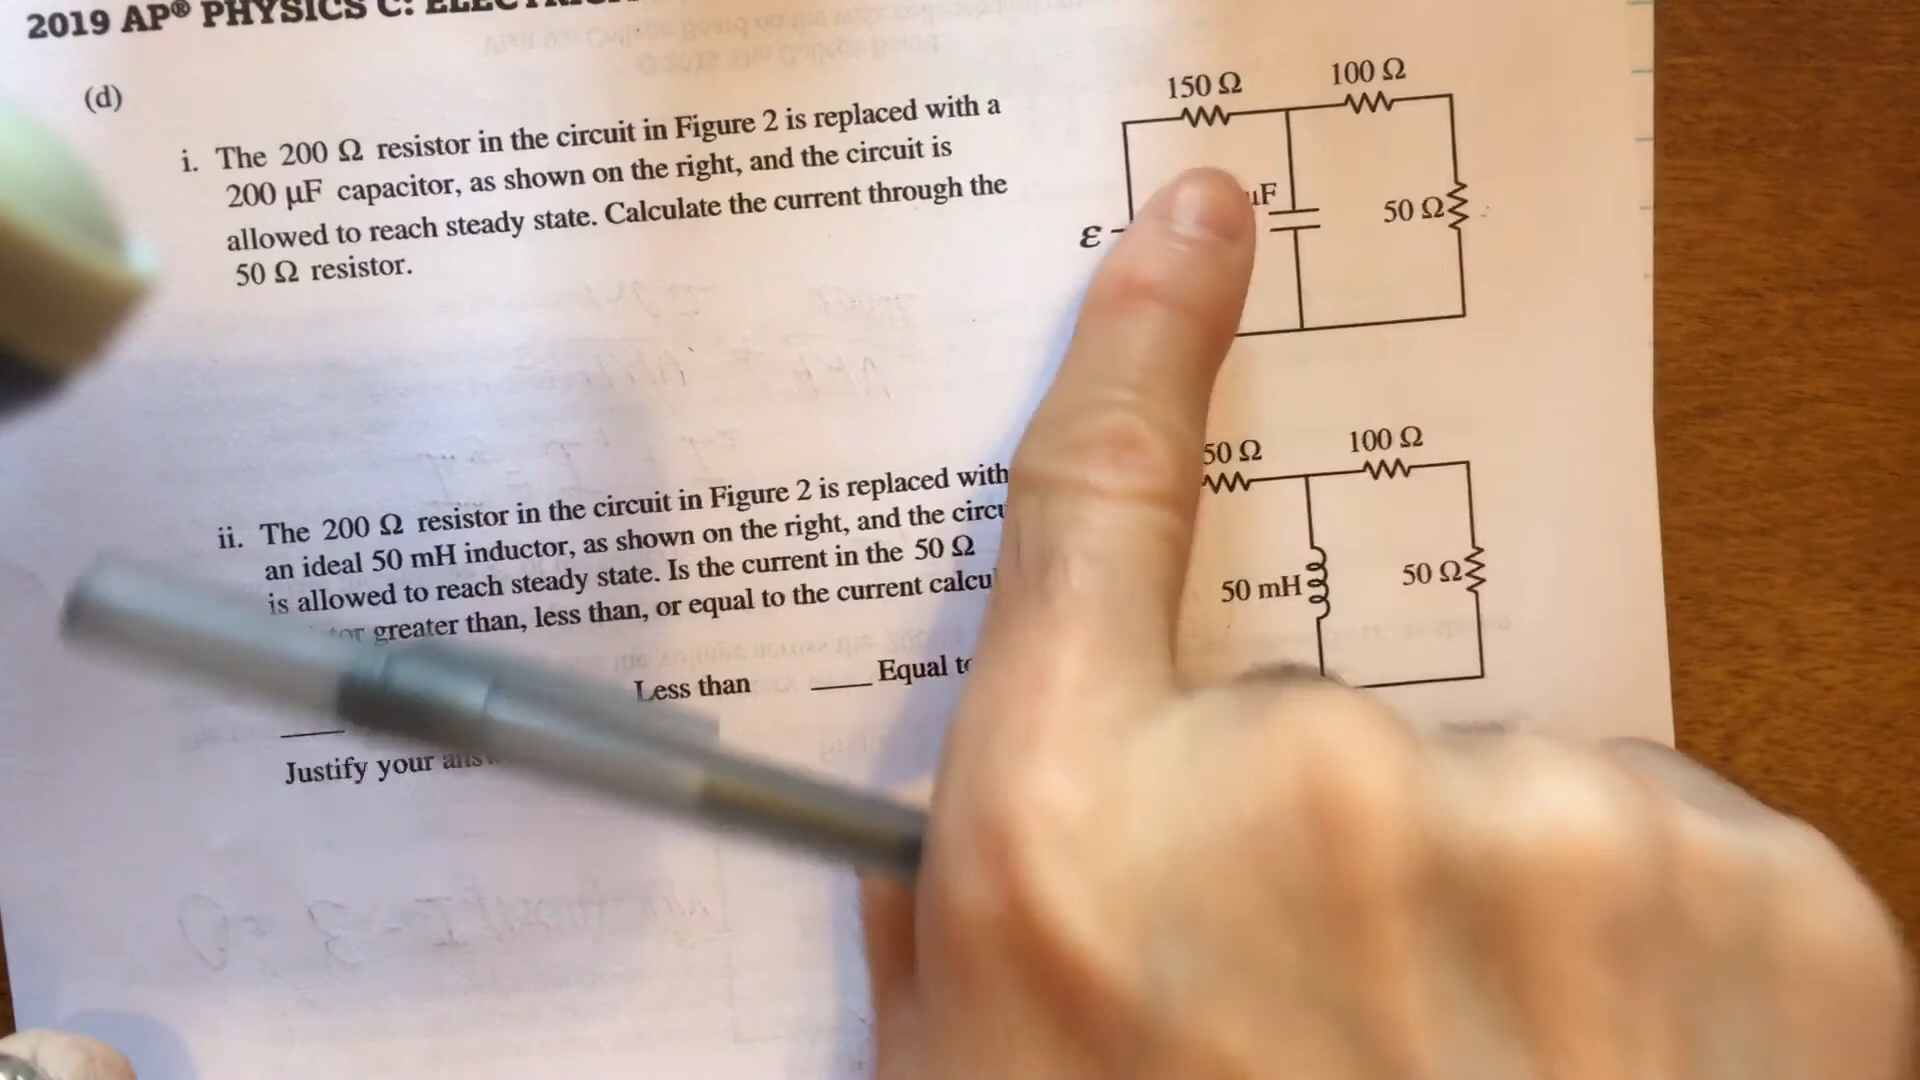 2019 AP® PHYSICS C:
(d)
i. The 200 Ω resistor in the circuit in Figure 2 is replaced with a
200 μF capacitor, as shown on the right, and the circuit is
allowed to reach steady state. Calculate the current through the
50 Ω resistor.
150 Ω
100 Ω
μF
50 Ω
ε
ii. The 200 Ω resistor in the circuit in Figure 2 is replaced with
an ideal 50 mH inductor, as shown on the right, and the
is allowed to reach steady state. Is the current in the 50 Ω
greater than, less than, or equal to the current
50 Ω
100 Ω
50 mH
50 Ω
Less than
____ Equal
____
Justify your